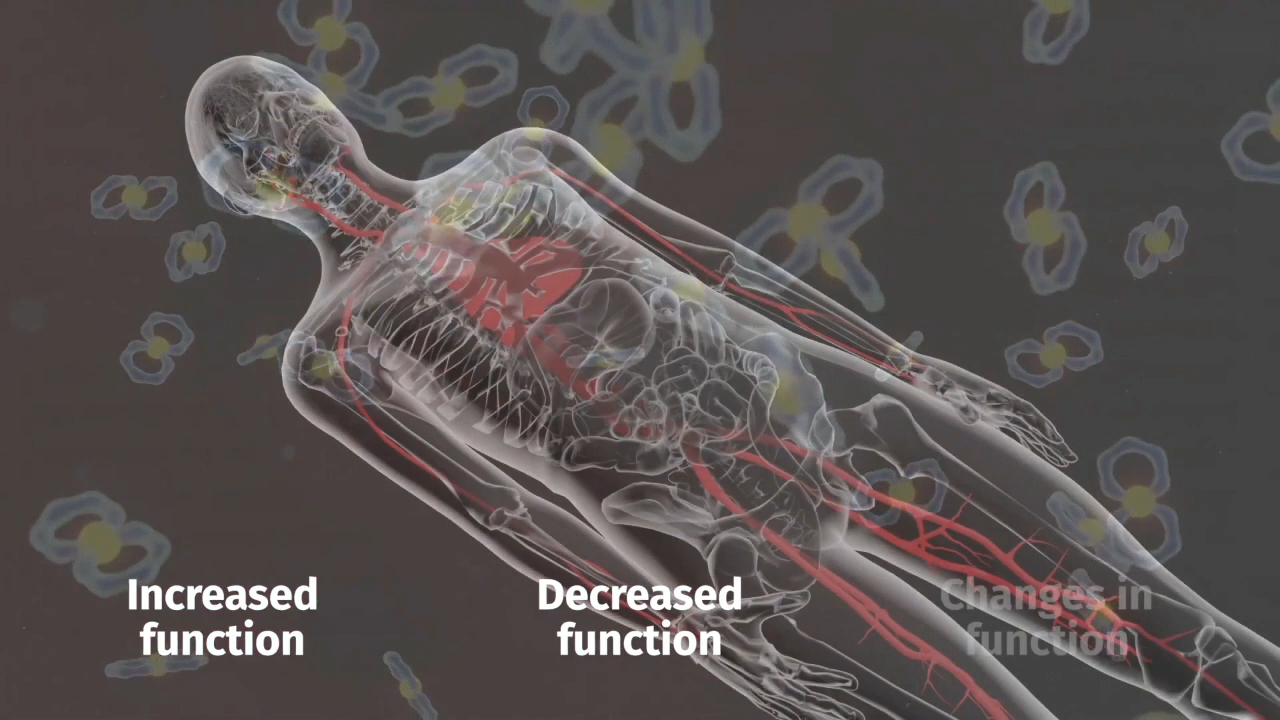 Increased
function
Decreased
function
Changes in
function